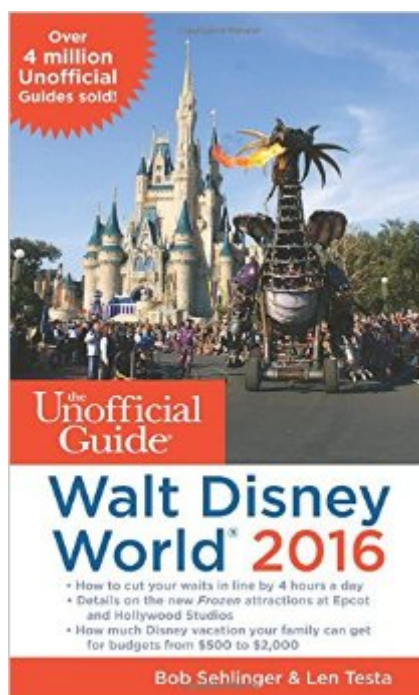 Over
4 million
Unofficial
Guides sold!
the
Unofficial
Guide®
Walt Disney
World® 2016
• How to cut your waits in line by 4 hours a day
• Details on the new Frozen attractions at Epcot
and Hollywood Studios
• How much Disney vacation your family can get
for budgets from $500 to $2,000
Bob Sehlinger & Len Testa